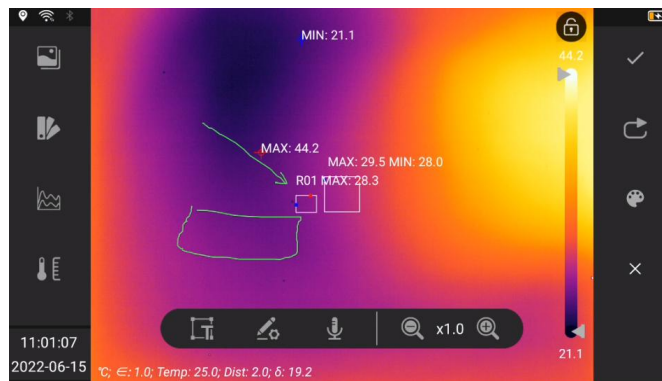 MIN: 21.1
44.2
MAX: 44.2
MAX: 29.5 MIN: 28.0
R01 MAX: 28.3
x1.0
11:01:07
21.1
2022-06-15
℃; ∈: 1.0; Temp: 25.0; Dist: 2.0; δ: 19.2